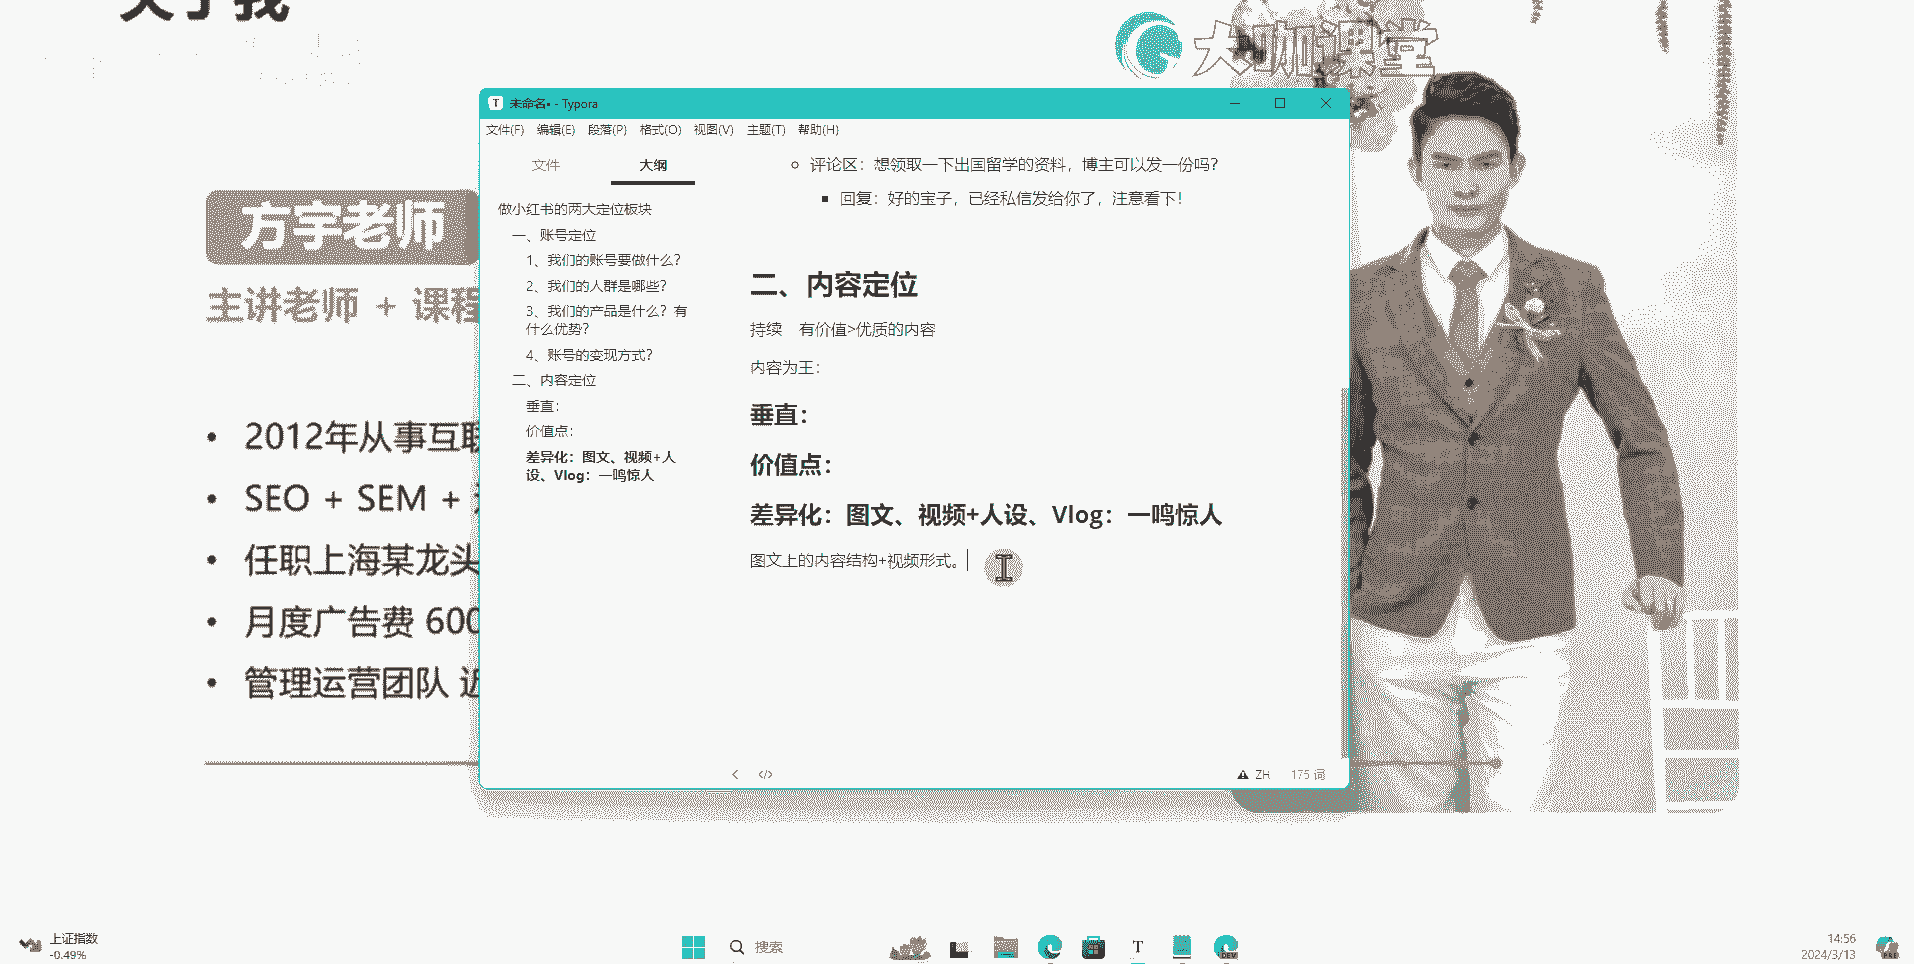 关于我
大咖课堂
方宇老师
主讲老师 + 课程
2012年从事互联
SEO + SEM +
任职上海某龙头
月度广告费 600
管理运营团队 近
未命名• - Typora
文件(F) 编辑(E) 段落(P) 格式(O) 视图(V) 主题(T) 帮助(H)
文件 大纲
做小红书的两大定位板块
一、账号定位
1、我们的账号要做什么？
2、我们的人群是哪些？
3、我们的产品是什么？有
什么优势？
4、账号的变现方式？
二、内容定位
垂直：
价值点：
差异化：图文、视频+人
设、Vlog：一鸣惊人
评论区：想领取一下出国留学的资料，博主可以发一份吗？
回复：好的宝子，已经私信发给你了，注意看下！
二、内容定位
持续 有价值>优质的内容
内容为王：
垂直：
价值点：
差异化：图文、视频+人设、Vlog：一鸣惊人
图文上的内容结构+视频形式。
ZH 175 词
上证指数
-0.49%
搜索
T
DEV
14:56
2024/3/13
PRE